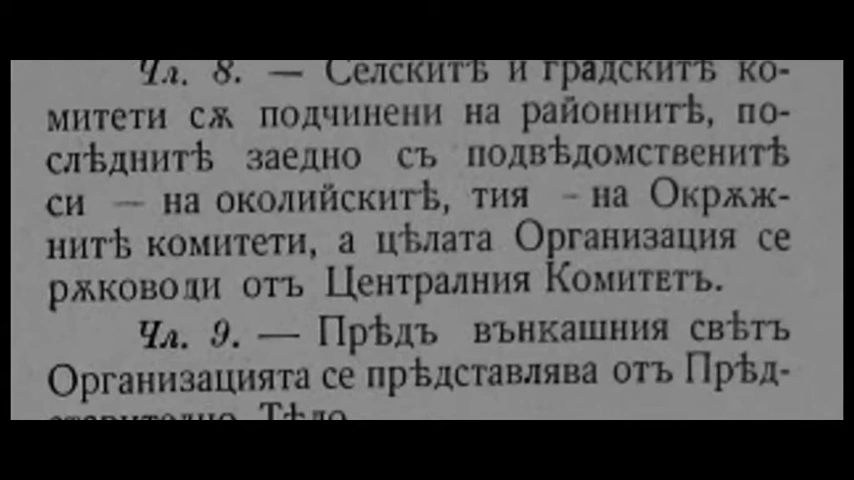 Чл. 8. — Селскитѣ и градскитѣ ко-
митети сѫ подчинени на районнитѣ, по-
слѣднитѣ заедно съ подвѣдомственитѣ
си — на околийскитѣ, тия - на Окрѫж-
нитѣ комитети, а цѣлата Организация се
рѫководи отъ Централния Комитетъ.
Чл. 9. — Прѣдъ вънкашния свѣтъ
Организацията се прѣдставлява отъ Прѣд-
ставително Тѣло